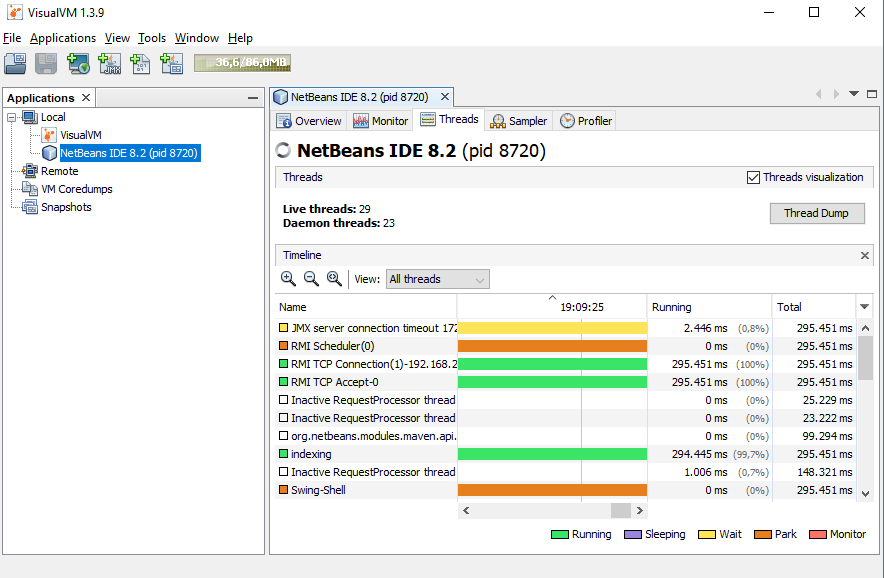 VisualVM 1.3.9
File Applications View Tools Window Help
36,6/86,0MB
Applications
Local
VisualVM
NetBeans IDE 8.2 (pid 8720)
Remote
VM Coredumps
Snapshots
NetBeans IDE 8.2 (pid 8720)
Overview Monitor Threads Sampler Profiler
NetBeans IDE 8.2 (pid 8720)
Threads Threads visualization
Live threads: 29
Daemon threads: 23
Thread Dump
Timeline
View: All threads
Name 19:09:25 Running Total
JMX server connection timeout 172 2.446 ms (0,8%) 295.451 ms
RMI Scheduler(0) 0 ms (0%) 295.451 ms
RMI TCP Connection(1)-192.168.2 295.451 ms (100%) 295.451 ms
RMI TCP Accept-0 295.451 ms (100%) 295.451 ms
Inactive RequestProcessor thread 0 ms (0%) 25.229 ms
Inactive RequestProcessor thread 0 ms (0%) 23.222 ms
org.netbeans.modules.maven.api. 0 ms (0%) 99.294 ms
indexing 294.445 ms (99,7%) 295.451 ms
Inactive RequestProcessor thread 1.006 ms (0,7%) 148.321 ms
Swing-Shell 0 ms (0%) 295.451 ms
Running Sleeping Wait Park Monitor